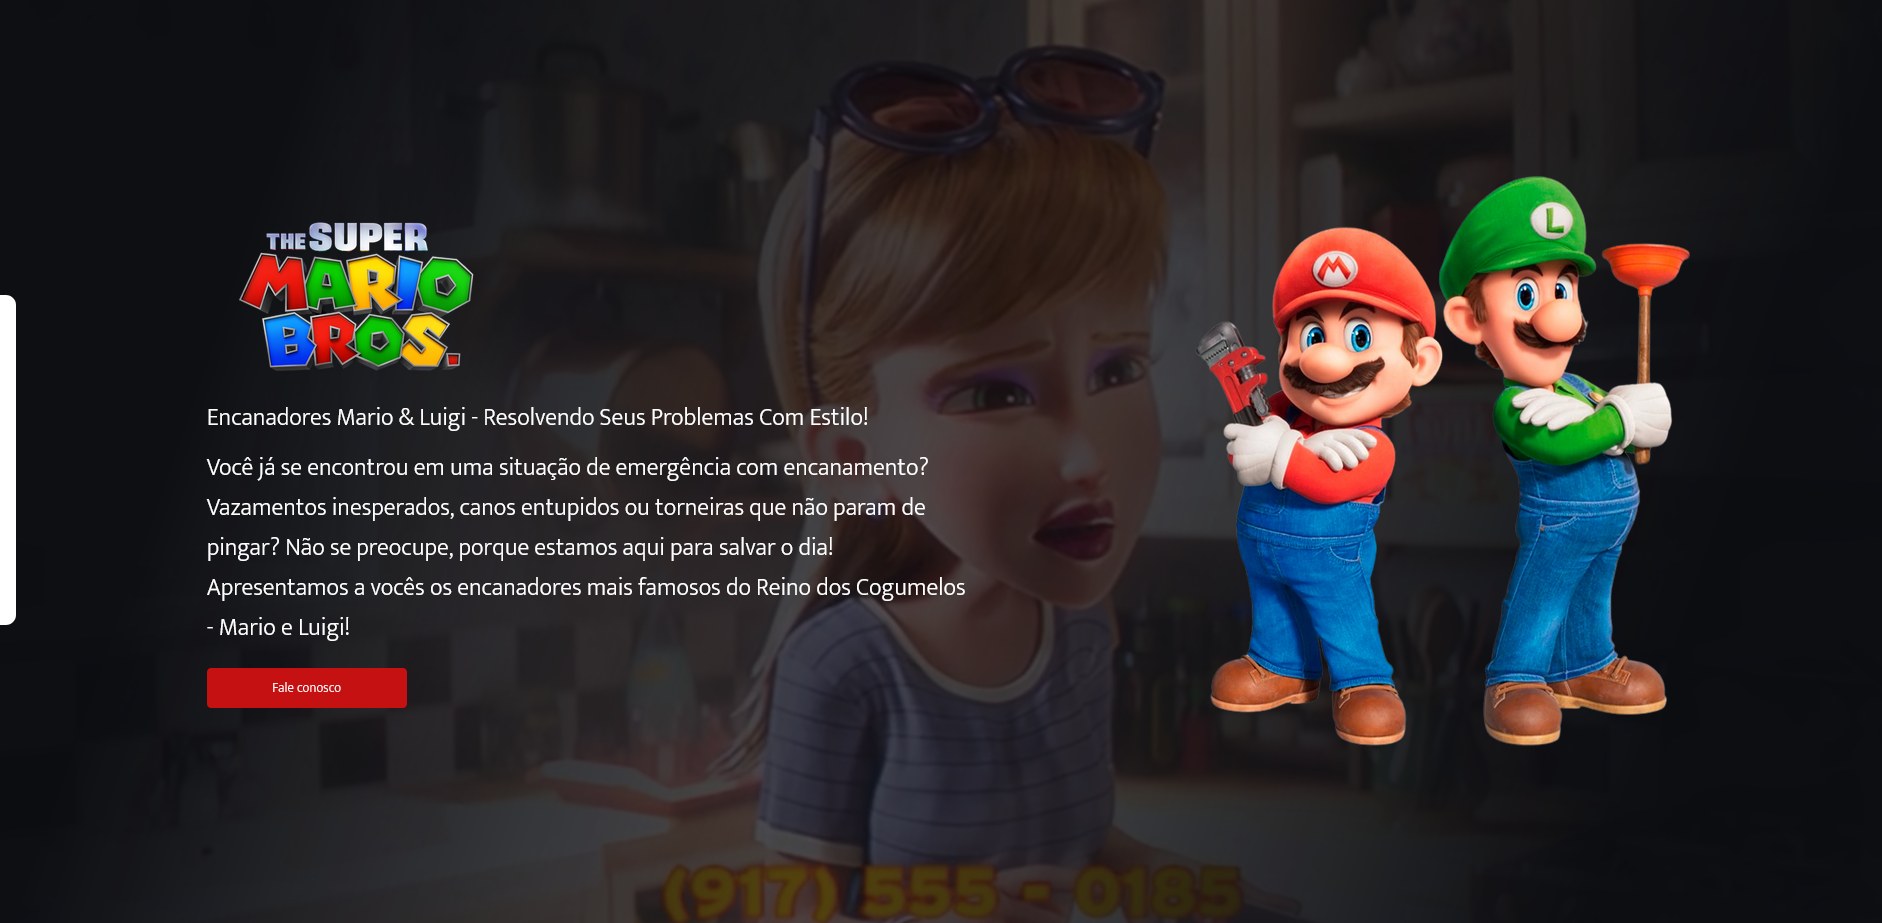 THE SUPER
MARIO
BROS.
M
L
Encanadores Mario & Luigi - Resolvendo Seus Problemas Com Estilo!
Você já se encontrou em uma situação de emergência com encanamento?
Vazamentos inesperados, canos entupidos ou torneiras que não param de
pingar? Não se preocupe, porque estamos aqui para salvar o dia!
Apresentamos a vocês os encanadores mais famosos do Reino dos Cogumelos
- Mario e Luigi!
Fale conosco
(917) 555 - 0185